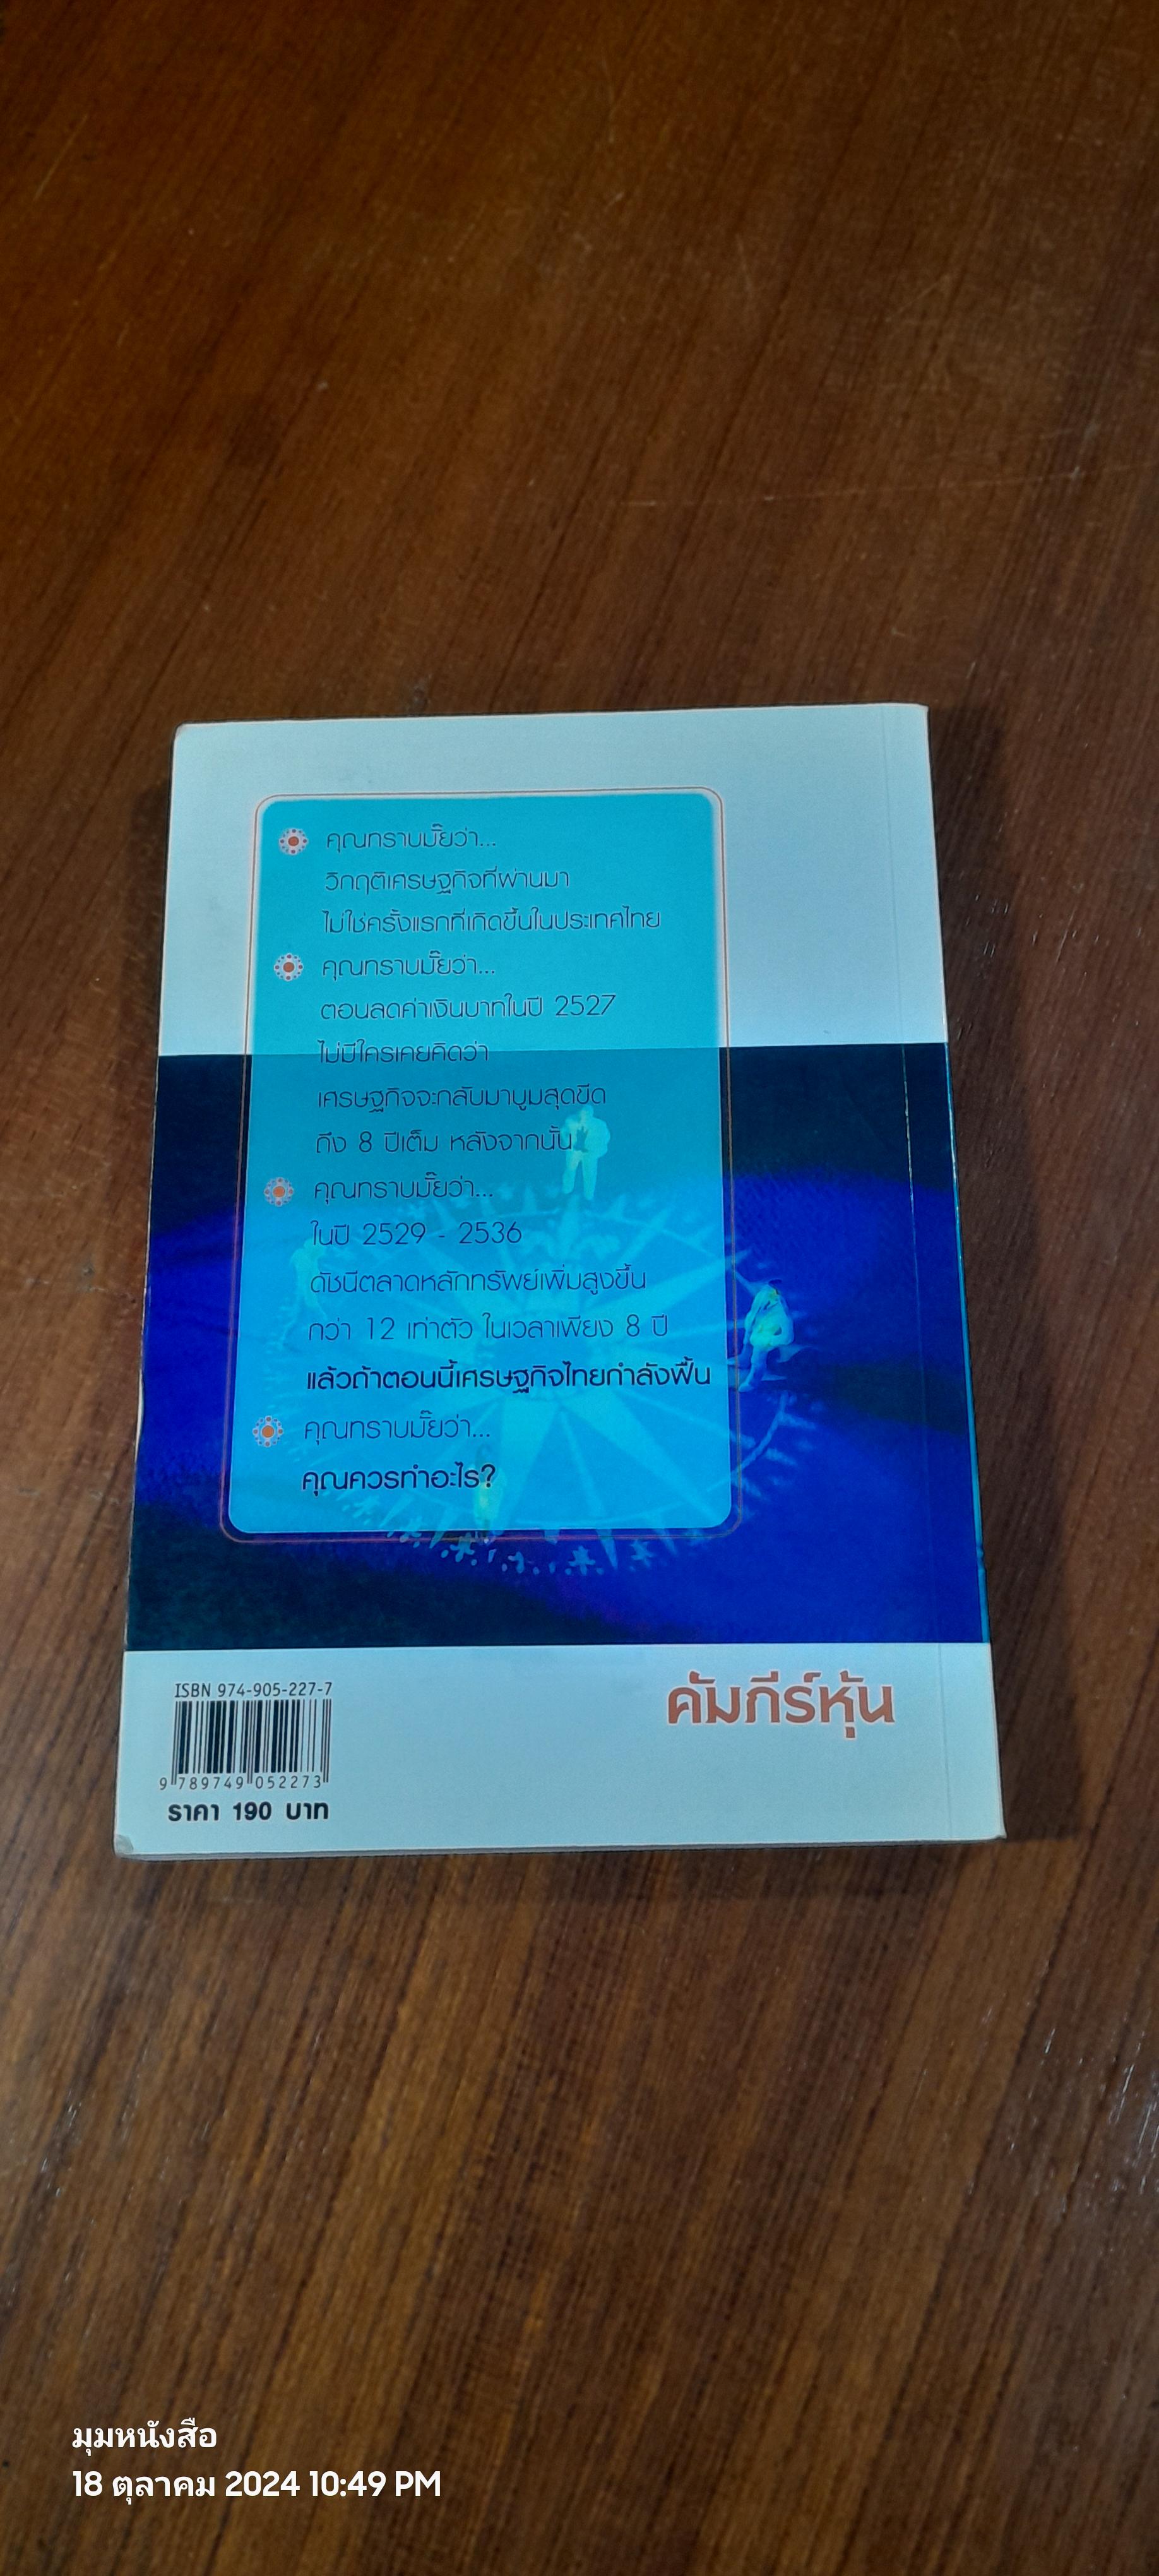 คุณทราบมั๊ยว่า...
วิกฤติเศรษฐกิจที่ผ่านมา
ไม่ใช่ครั้งแรกที่เกิดขึ้นในประเทศไทย
คุณทราบมั๊ยว่า...
ตอนลดค่าเงินบาทในปี 2527
ไม่มีใครเคยคิดว่า
เศรษฐกิจจะกลับมาบูมสุดขีด
ถึง 8 ปีเต็ม หลังจากนั้น
คุณทราบมั๊ยว่า...
ในปี 2529 - 2536
ดัชนีตลาดหลักทรัพย์เพิ่มสูงขึ้น
กว่า 12 เท่าตัว ในเวลาเพียง 8 ปี
แล้วถ้าตอนนี้เศรษฐกิจไทยกำลังฟื้น
คุณทราบมั๊ยว่า...
คุณควรทำอะไร?
คัมภีร์หุ้น
ISBN 974-905-227-7
9 789749 052273
ราคา 190 บาท
มุมหนังสือ
18 ตุลาคม 2024 10:49 PM